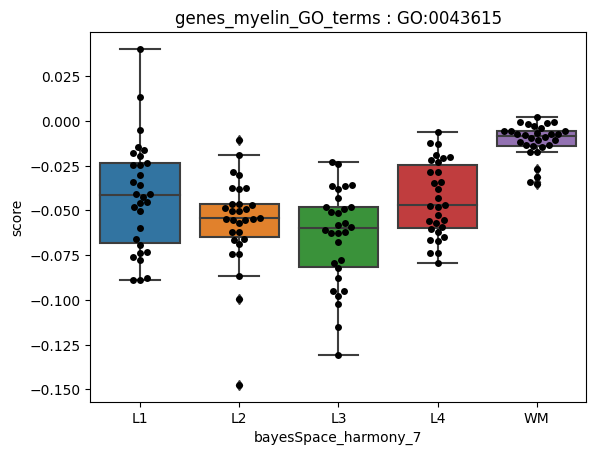 genes_myelin_GO_terms : GO:0043615
0.025
0.000
−0.025
−0.050
−0.075
−0.100
−0.125
−0.150
score
L1 L2 L3 L4 WM
bayesSpace_harmony_7